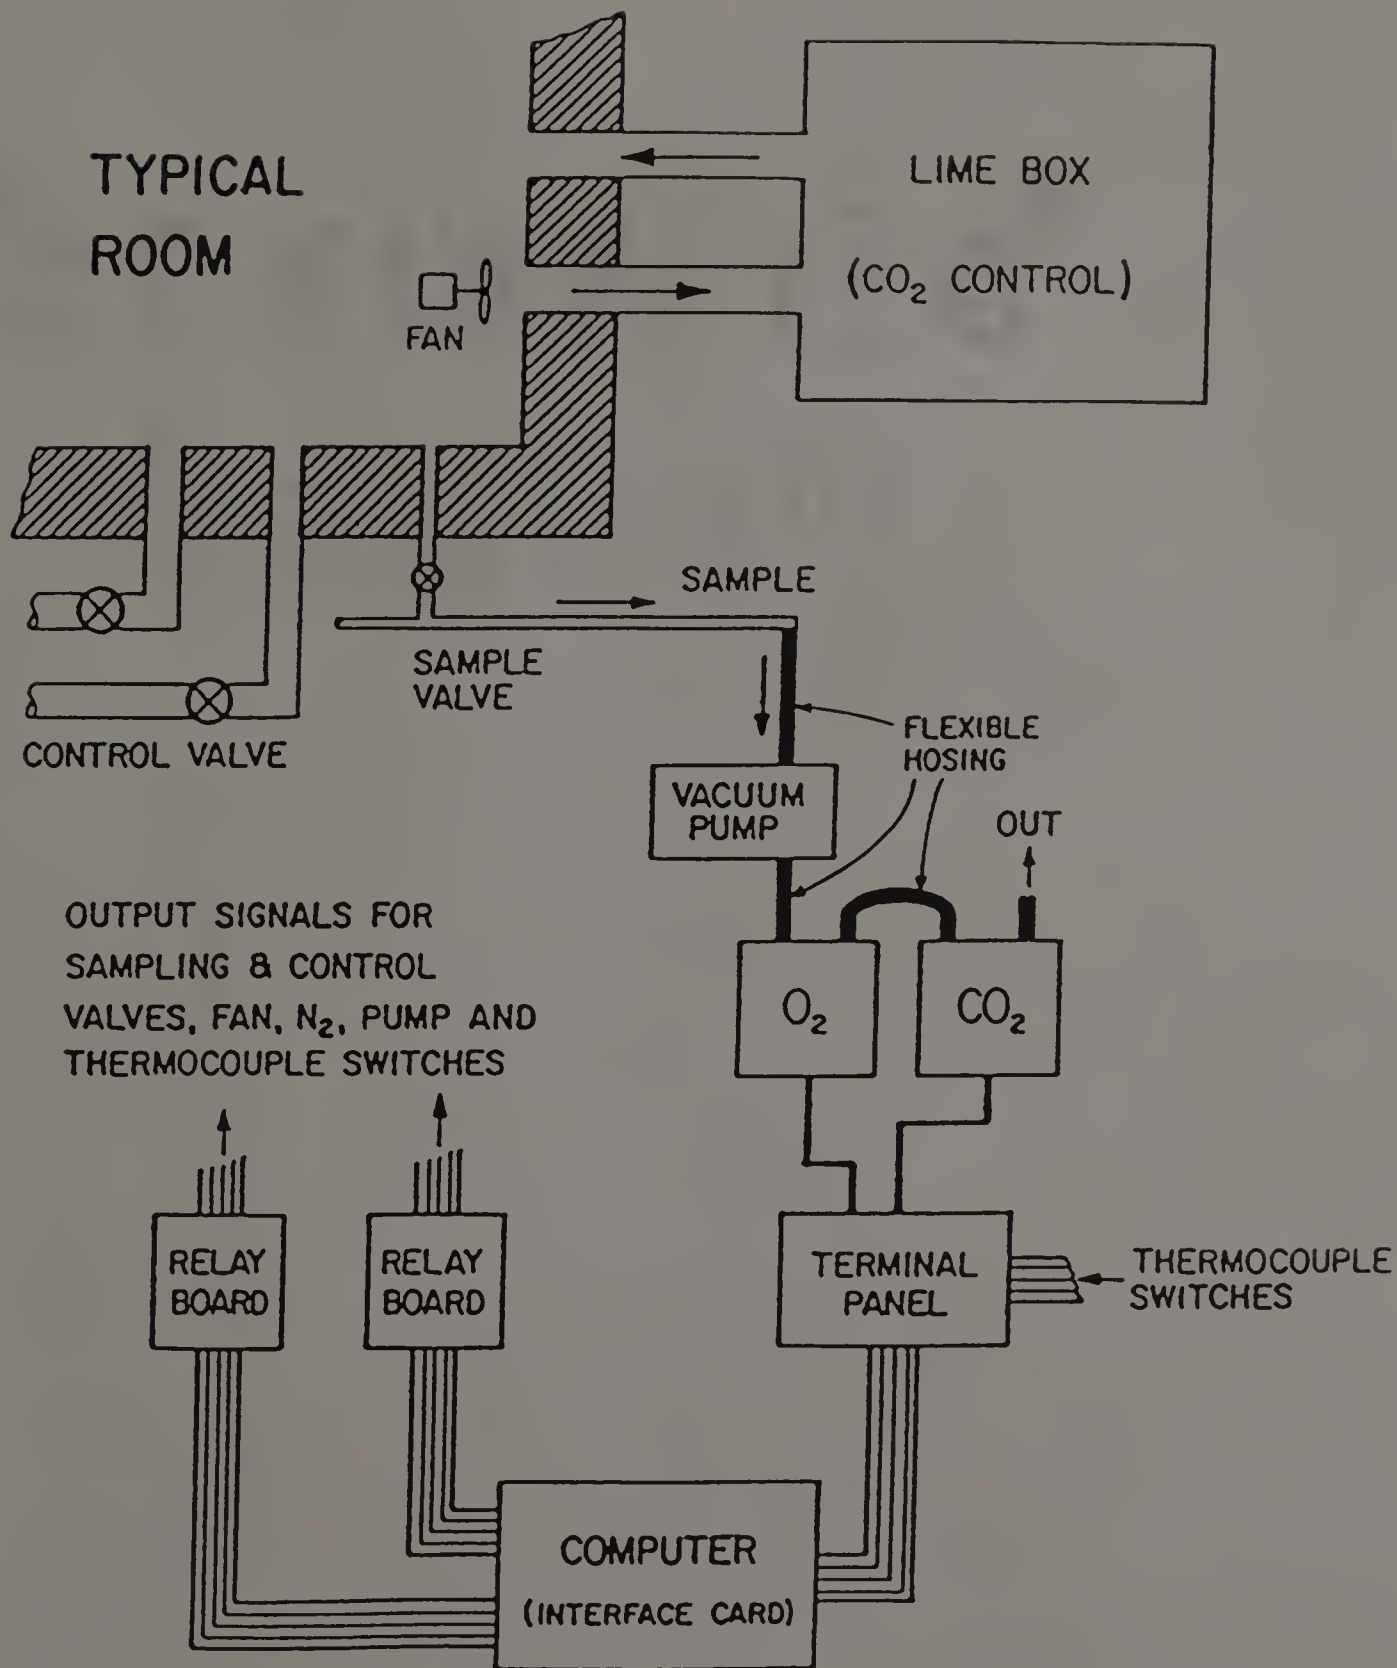 TYPICAL
ROOM
LIME BOX
(CO₂ CONTROL)
FAN
SAMPLE
SAMPLE
VALVE
CONTROL VALVE
FLEXIBLE
HOSING
VACUUM
PUMP
OUT
OUTPUT SIGNALS FOR
SAMPLING & CONTROL
VALVES, FAN, N₂, PUMP AND
THERMOCOUPLE SWITCHES
O₂
CO₂
RELAY
BOARD
RELAY
BOARD
TERMINAL
PANEL
THERMOCOUPLE
SWITCHES
COMPUTER
(INTERFACE CARD)